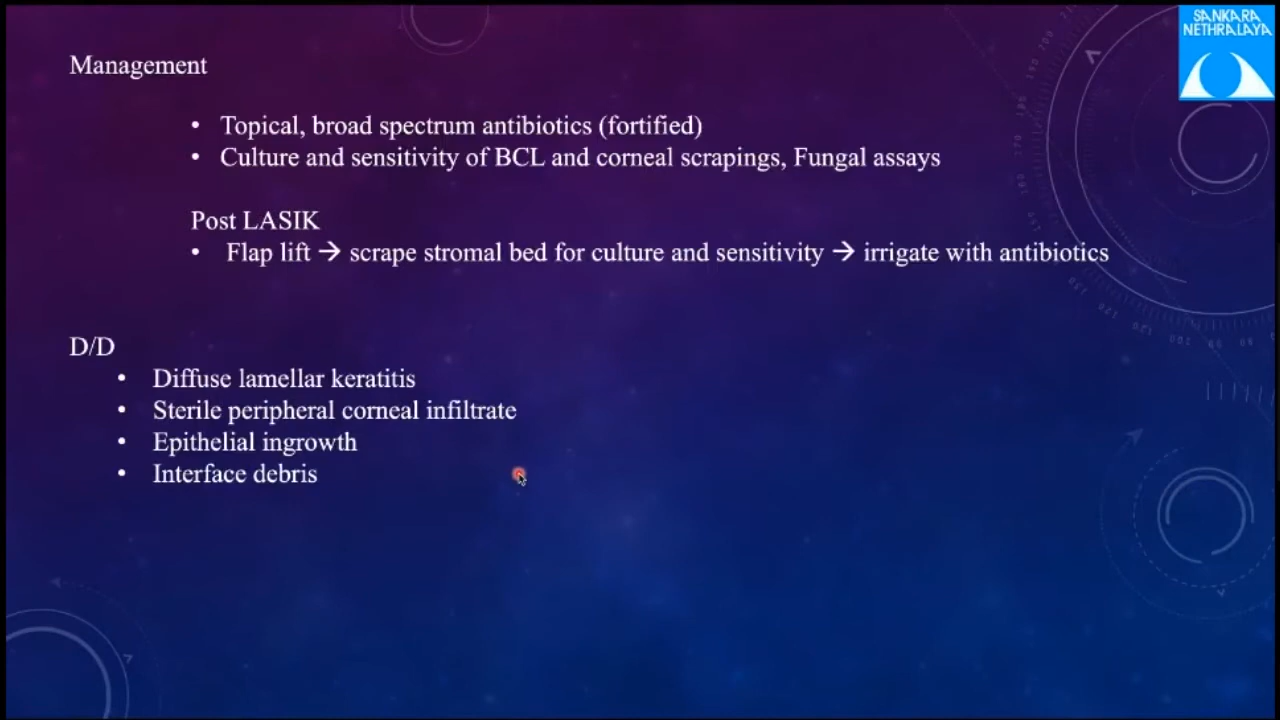 SANKARA
NETHRALAYA
Management
• Topical, broad spectrum antibiotics (fortified)
• Culture and sensitivity of BCL and corneal scrapings, Fungal assays
Post LASIK
• Flap lift → scrape stromal bed for culture and sensitivity → irrigate with antibiotics
D/D
• Diffuse lamellar keratitis
• Sterile peripheral corneal infiltrate
• Epithelial ingrowth
• Interface debris